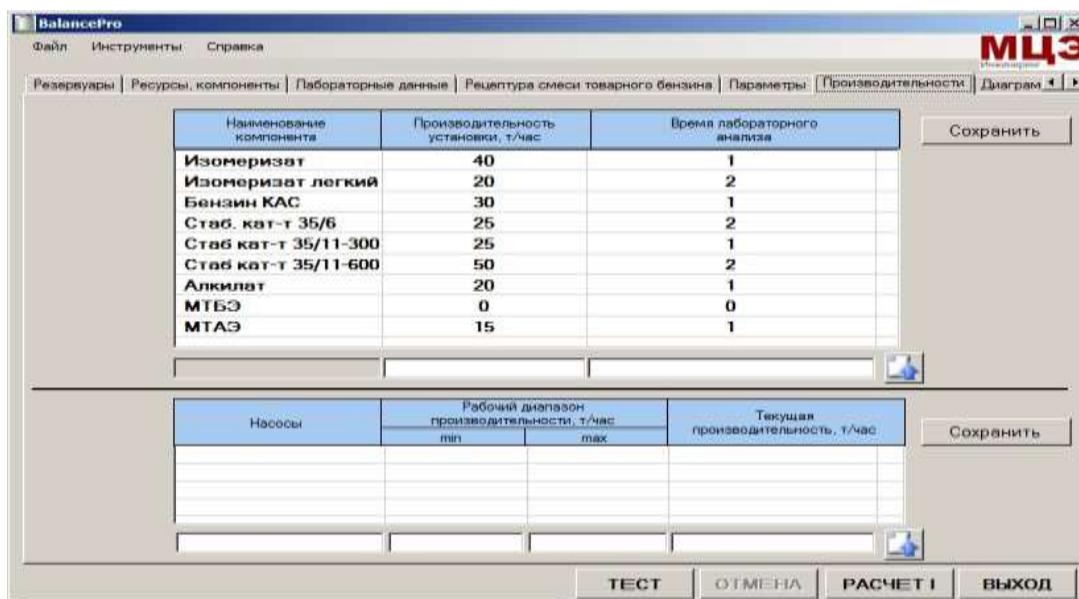 BalancePro
Файл Инструменты Справка
МЦЭ
Инжиниринг
Резервуары Ресурсы, компоненты Лабораторные данные Рецептура смеси товарного бензина Параметры Производительности Диаграм
Наименование компонента Производительность установки, т/час Время лабораторного анализа
Сохранить
Изомеризат 40 1
Изомеризат легкий 20 2
Бензин КАС 30 1
Стаб. кат-т 35/6 25 2
Стаб кат-т 35/11-300 25 1
Стаб кат-т 35/11-600 50 2
Алкилат 20 1
МТБЭ 0 0
МТАЭ 15 1
Насосы Рабочий диапазон производительности, т/час Текущая производительность, т/час
min max
Сохранить
ТЕСТ ОТМЕНА РАСЧЕТ I ВЫХОД